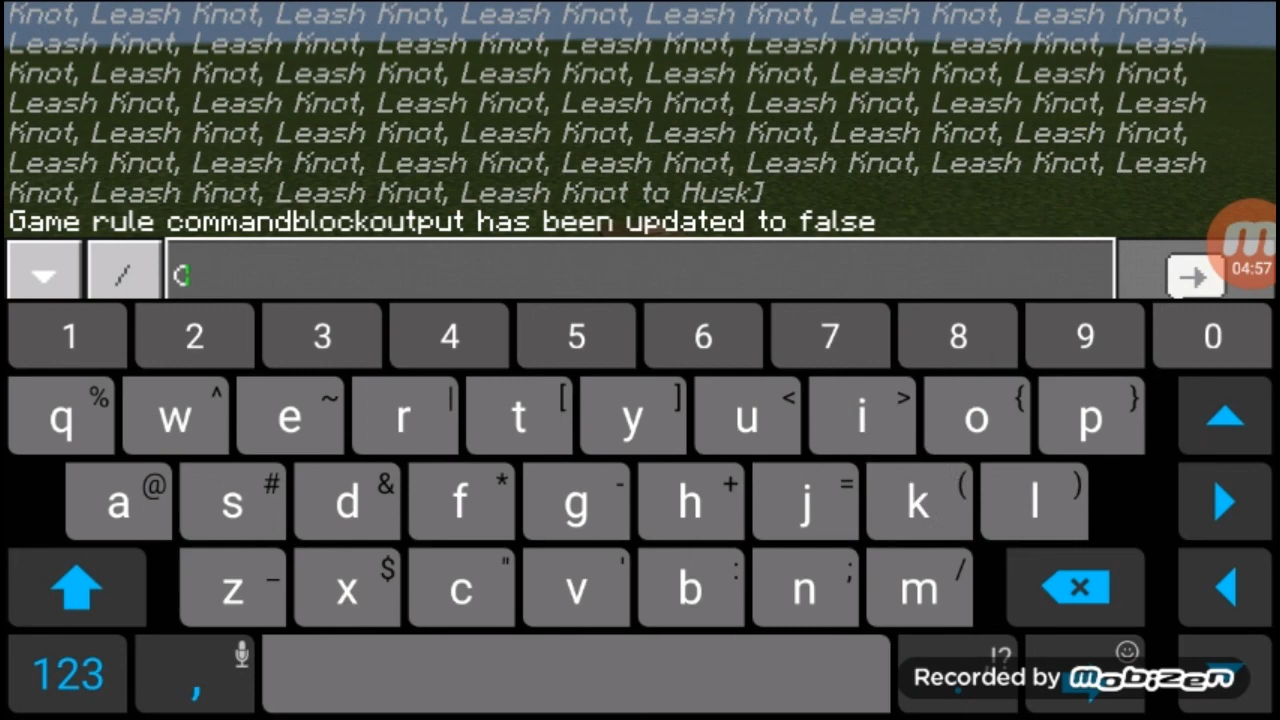 Knot, Leash Knot, Leash Knot, Leash Knot, Leash Knot, Leash Knot, Leash Knot,
Leash Knot, Leash Knot, Leash Knot, Leash Knot, Leash Knot, Leash Knot, Leash
Knot, Leash Knot, Leash Knot, Leash Knot, Leash Knot, Leash Knot, Leash Knot,
Leash Knot, Leash Knot, Leash Knot, Leash Knot, Leash Knot, Leash Knot, Leash
Knot, Leash Knot, Leash Knot, Leash Knot, Leash Knot, Leash Knot, Leash Knot,
Leash Knot, Leash Knot, Leash Knot, Leash Knot, Leash Knot, Leash Knot, Leash
Knot, Leash Knot, Leash Knot, Leash Knot to Husk]
Game rule commandblockoutput has been updated to false
/ c
04:57
1 2 3 4 5 6 7 8 9 0
q % w ^ e ~ r | t [ y ] u < i > o { p }
a @ s # d & f * g - h + j = k ( l )
z _ x $ c " v ' b : n ; m /
123 , !? .
Recorded by mobizen